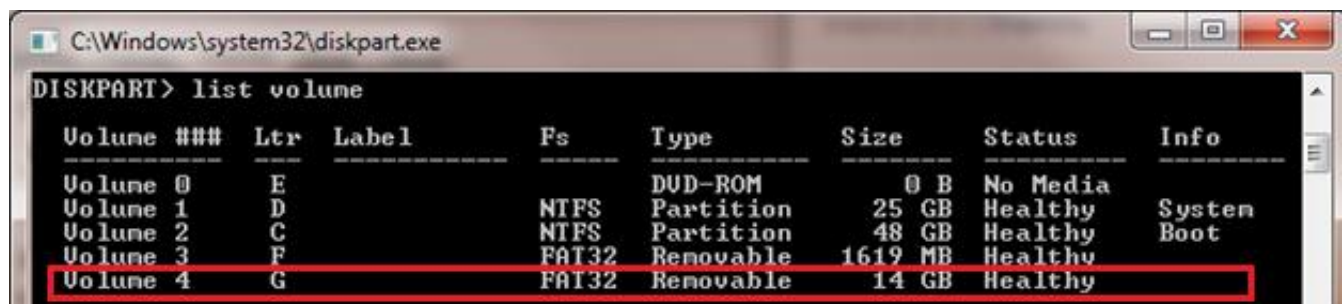 C:\Windows\system32\diskpart.exe
DISKPART> list volume
Volume ### Ltr Label Fs Type Size Status Info
---------- --- ----------- ----- ---------- ------- --------- --------
Volume 0 E DVD-ROM 0 B No Media
Volume 1 D NTFS Partition 25 GB Healthy System
Volume 2 C NTFS Partition 48 GB Healthy Boot
Volume 3 F FAT32 Removable 1619 MB Healthy
Volume 4 G FAT32 Removable 14 GB Healthy